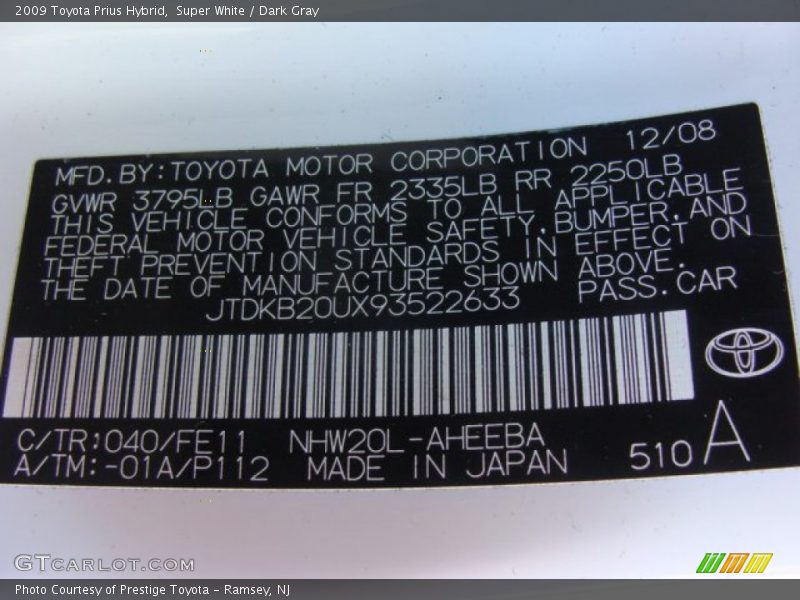 2009 Toyota Prius Hybrid, Super White / Dark Gray
MFD. BY: TOYOTA MOTOR CORPORATION 12/08
GVWR 3795LB GAWR FR 2335LB RR 2250LB
THIS VEHICLE CONFORMS TO ALL APPLICABLE
FEDERAL MOTOR VEHICLE SAFETY, BUMPER, AND
THEFT PREVENTION STANDARDS IN EFFECT ON
THE DATE OF MANUFACTURE SHOWN ABOVE.
JTDKB20UX93522633 PASS. CAR
C/TR: 040/FE11 NHW20L-AHEEBA
A/TM: -01A/P112 MADE IN JAPAN 510 A
GTCARLOT.COM
Photo Courtesy of Prestige Toyota - Ramsey, NJ